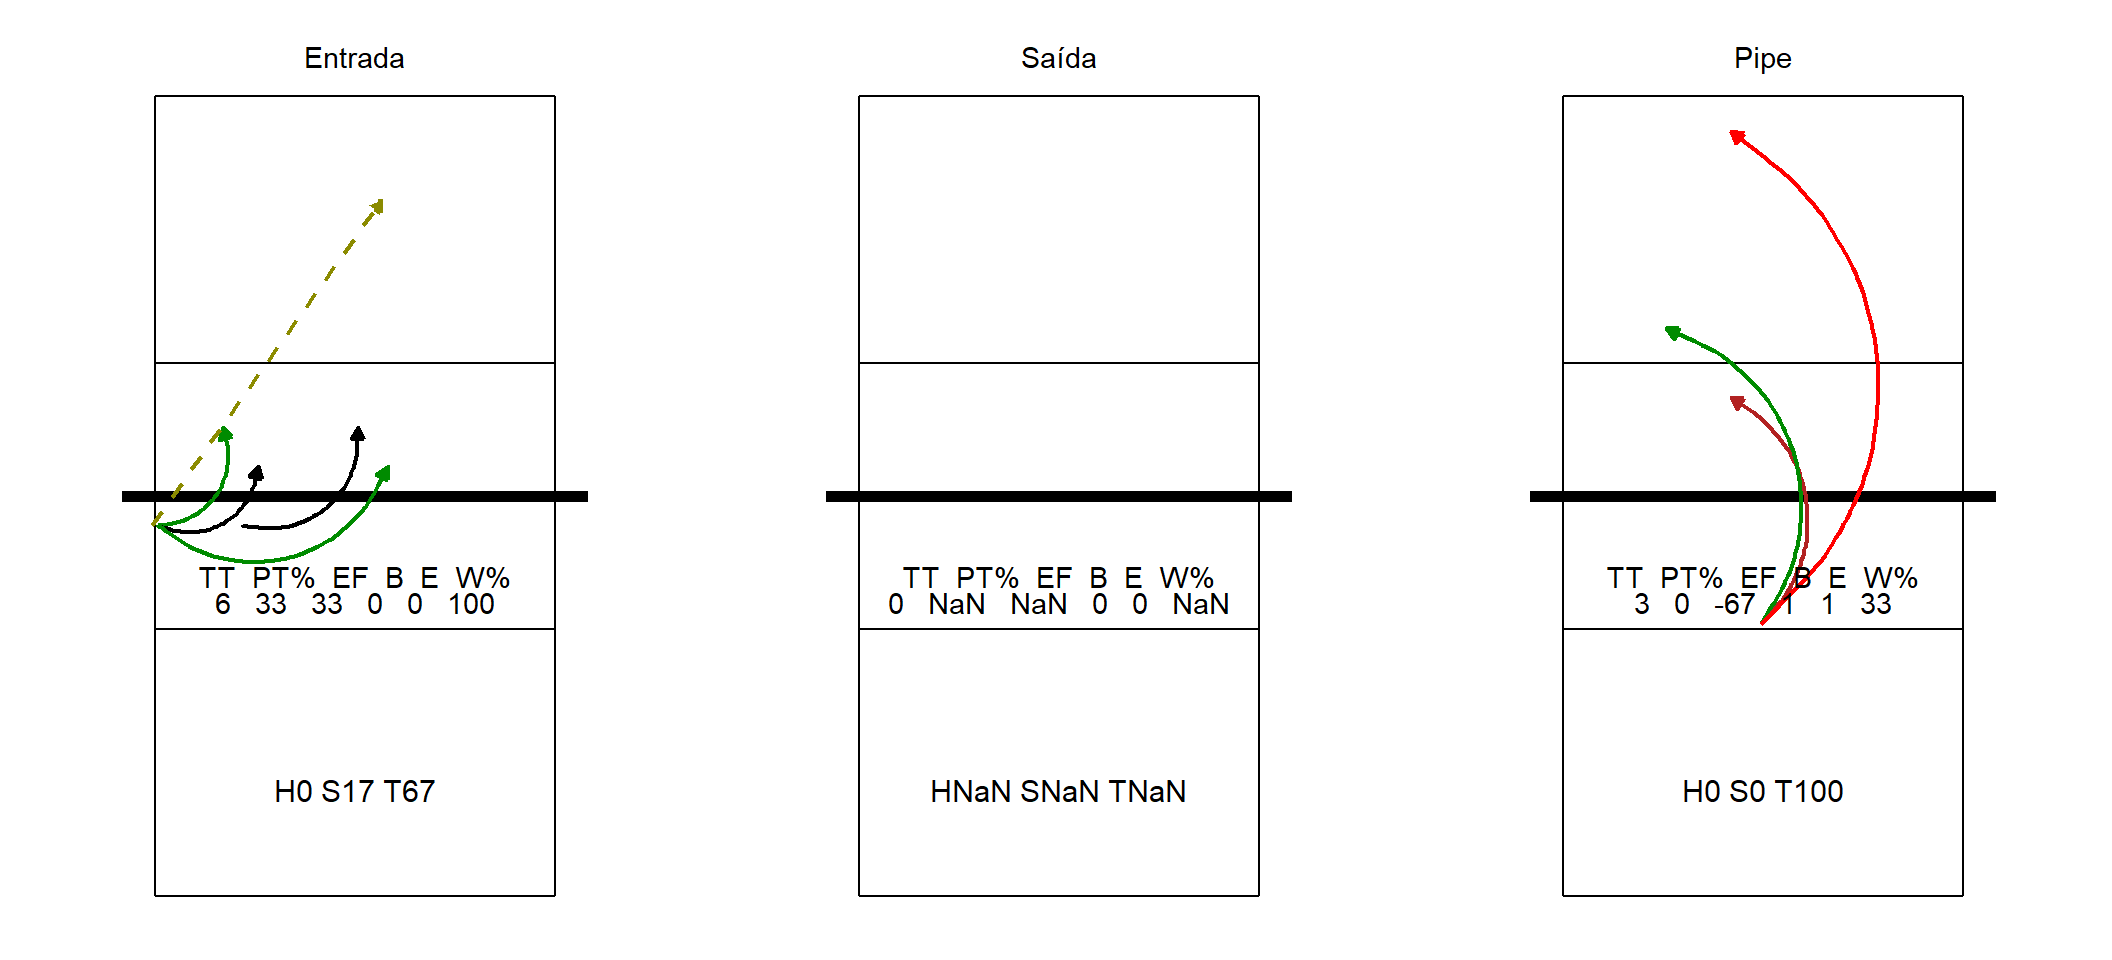 Entrada
TT PT% EF B E W%
6 33 33 0 0 100
H0 S17 T67
Saída
TT PT% EF B E W%
0 NaN NaN 0 0 NaN
HNaN SNaN TNaN
Pipe
TT PT% EF B E W%
3 0 -67 1 1 33
H0 S0 T100